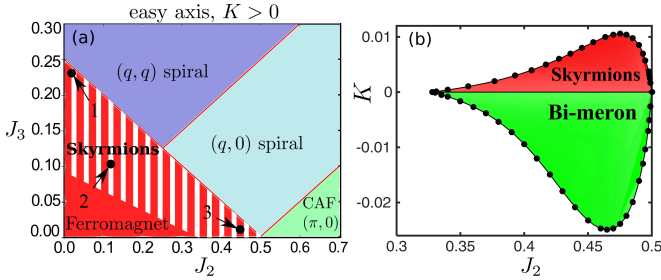 easy axis, K > 0
(a)
(q, q) spiral
(q, 0) spiral
1
Skyrmions
2
3
Ferromagnet
CAF
(π, 0)
J₃
0.30
0.25
0.20
0.15
0.10
0.05
0.00
0.0 0.1 0.2 0.3 0.4 0.5 0.6 0.7
J₂
(b)
Skyrmions
Bi-meron
K
0.01
0
-0.01
-0.02
0.3 0.35 0.4 0.45 0.5
J₂